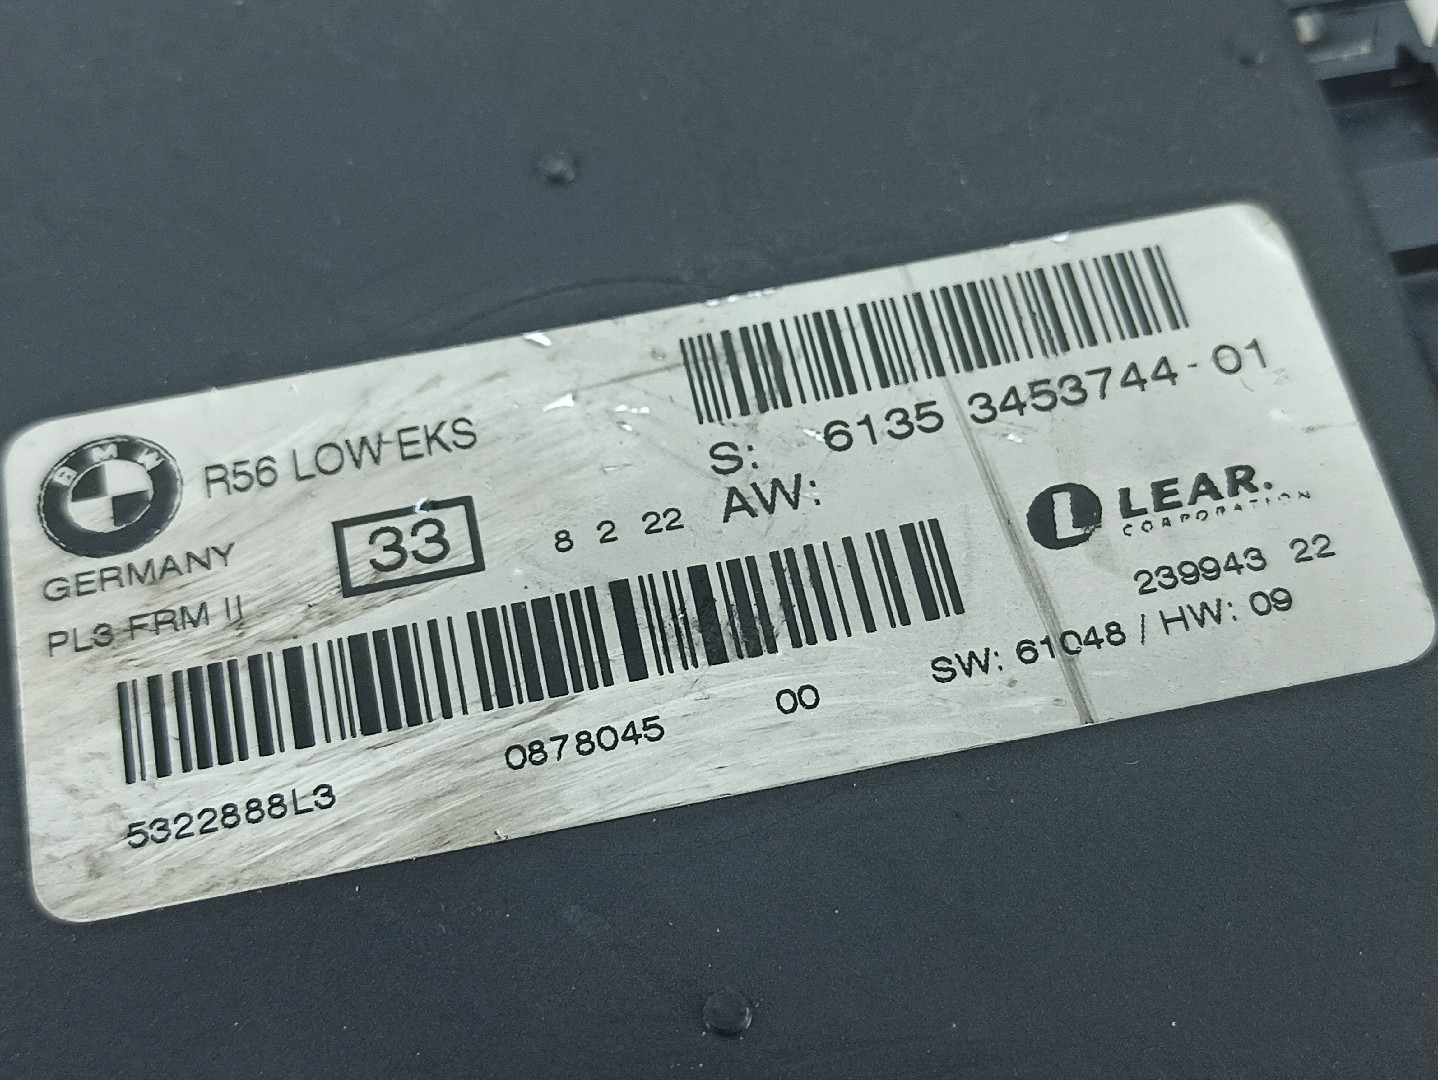 BMW
R56 LOW-EKS
GERMANY
33
8 2 22
PL3 FRM II
S: 6135 3453744-01
AW:
LEAR.
CORPORATION
239943 22
SW: 61048 / HW: 09
5322888L3 0878045 00